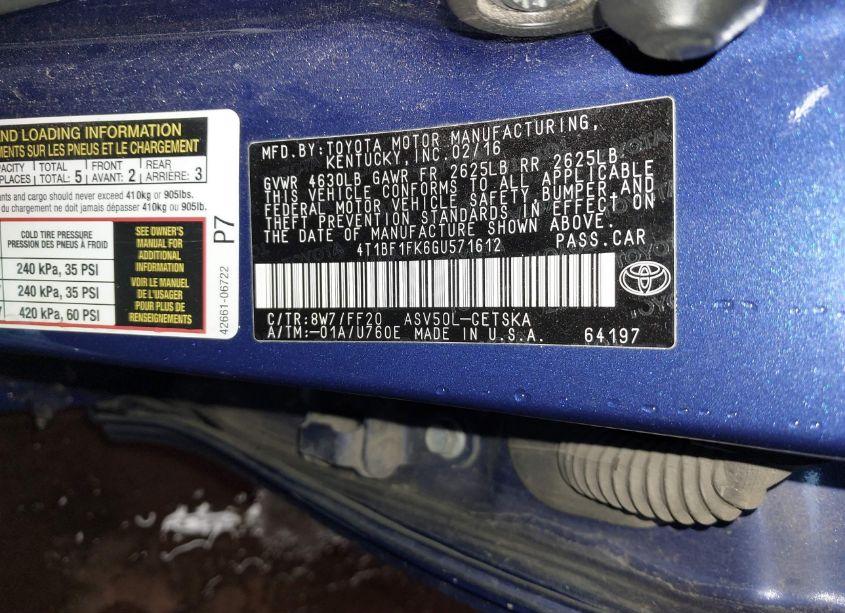 ND LOADING INFORMATION
EMENTS SUR LES PNEUS ET LE CHARGEMENT
TOTAL FRONT REAR
TOTAL: 5 AVANT: 2 ARRIÈRE: 3
and cargo should never exceed 410kg or 905lbs.
du chargement ne doit jamais dépasser 410kg ou 905lb.
COLD TIRE PRESSURE
PRESSION DES PNEUS À FROID
240 kPa, 35 PSI
240 kPa, 35 PSI
420 kPa, 60 PSI
SEE OWNER'S
MANUAL FOR
ADDITIONAL
INFORMATION
VOIR LE MANUEL
DE L'USAGER
POUR PLUS DE
RENSEIGNEMENTS
P7
42661-06722
MFD.BY:TOYOTA MOTOR MANUFACTURING,
KENTUCKY,INC.02/16
GVWR 4630LB GAWR FR 2625LB RR 2625LB
THIS VEHICLE CONFORMS TO ALL APPLICABLE
FEDERAL MOTOR VEHICLE SAFETY,BUMPER,AND
THEFT PREVENTION STANDARDS IN EFFECT ON
THE DATE OF MANUFACTURE SHOWN ABOVE.
4T1BF1FK6GU571612 PASS.CAR
C/TR:8W7/FF20 ASV50L-CETSKA
A/TM:-01A/U760E MADE IN U.S.A. 64197